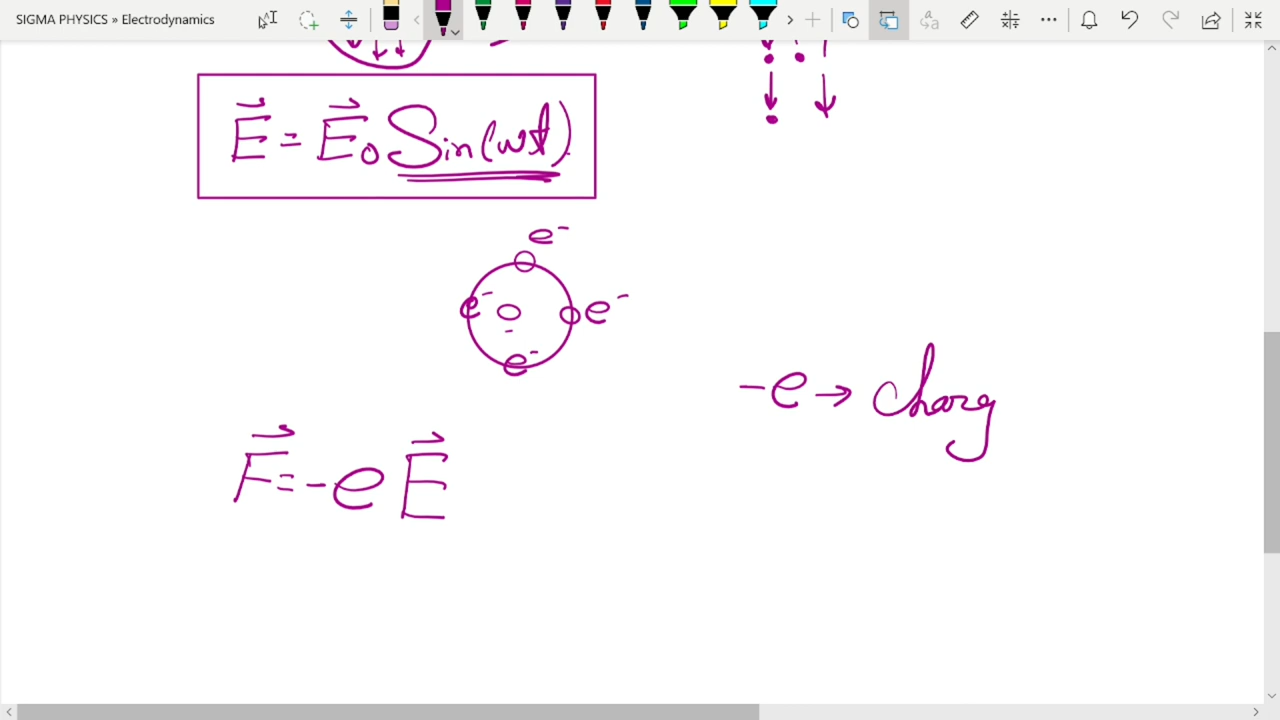 SIGMA PHYSICS » Electrodynamics
E⃗ = E⃗₀ Sin(ωt)
e⁻
e⁻
e⁻
e⁻
-e → charg
F⃗ = -e E⃗